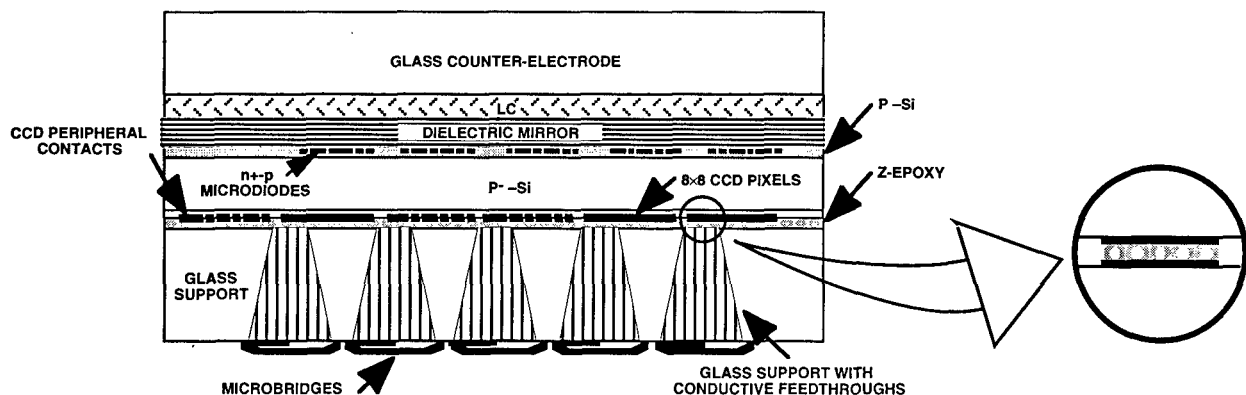 GLASS COUNTER-ELECTRODE
LC
P –Si
CCD PERIPHERAL
CONTACTS
DIELECTRIC MIRROR
n+-p
MICRODIODES
P- –Si
8×8 CCD PIXELS
Z-EPOXY
GLASS
SUPPORT
MICROBRIDGES
GLASS SUPPORT WITH
CONDUCTIVE FEEDTHROUGHS